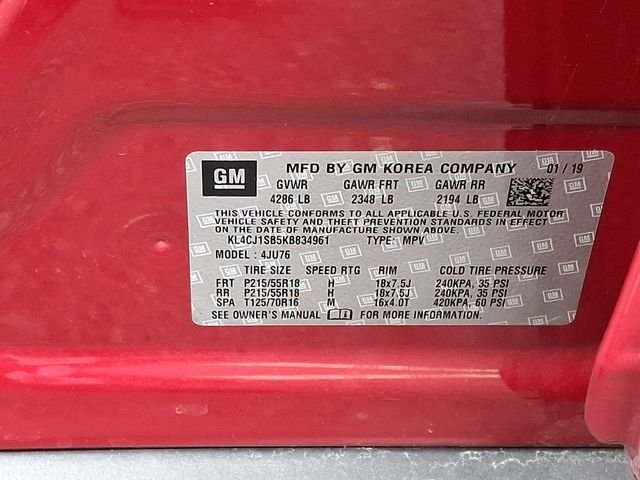 GM MFD BY GM KOREA COMPANY 01/19
GVWR GAWR FRT GAWR RR
4286 LB 2348 LB 2194 LB
THIS VEHICLE CONFORMS TO ALL APPLICABLE U.S. FEDERAL MOTOR
VEHICLE SAFETY AND THEFT PREVENTION STANDARDS IN EFFECT
ON THE DATE OF MANUFACTURE SHOWN ABOVE.
KL4CJ1SB5KB834961 TYPE: MPV
MODEL : 4JU76
TIRE SIZE SPEED RTG RIM COLD TIRE PRESSURE
FRT P215/55R18 H 18x7.5J 240KPA, 35 PSI
RR P215/55R18 H 18x7.5J 240KPA, 35 PSI
SPA T125/70R16 M 16x4.0T 420KPA, 60 PSI
SEE OWNER'S MANUAL FOR MORE INFORMATION.